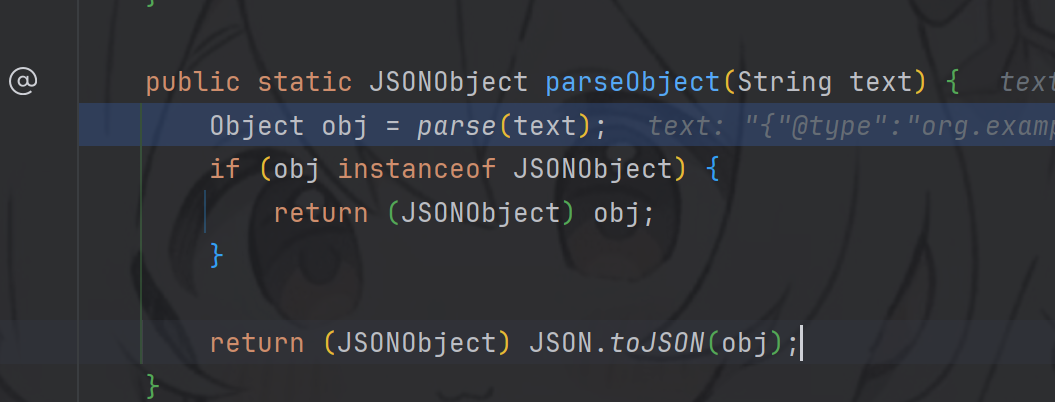 }
@
public static JSONObject parseObject(String text) { text
Object obj = parse(text); text: "{"@type":"org.examp
if (obj instanceof JSONObject) {
return (JSONObject) obj;
}
return (JSONObject) JSON.toJSON(obj);
}